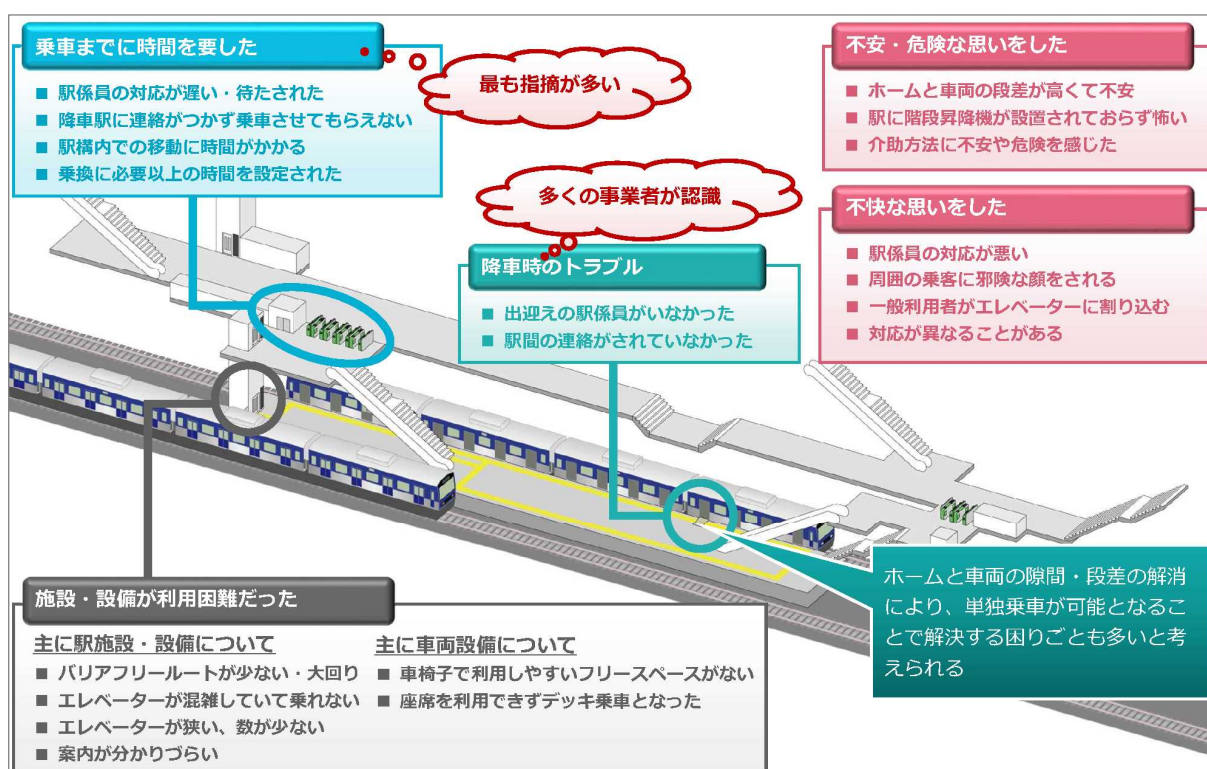 乗車までに時間を要した
■ 駅係員の対応が遅い・待たされた
■ 降車駅に連絡がつかず乗車させてもらえない
■ 駅構内での移動に時間がかかる
■ 乗換に必要以上の時間を設定された
最も指摘が多い
多くの事業者が認識
降車時のトラブル
■ 出迎えの駅係員がいなかった
■ 駅間の連絡がされていなかった
不安・危険な思いをした
■ ホームと車両の段差が高くて不安
■ 駅に階段昇降機が設置されておらず怖い
■ 介助方法に不安や危険を感じた
不快な思いをした
■ 駅係員の対応が悪い
■ 周囲の乗客に邪険な顔をされる
■ 一般利用者がエレベーターに割り込む
■ 対応が異なることがある
ホームと車両の隙間・段差の解消
により、単独乗車が可能となるこ
とで解決する困りごとも多いと考
えられる
施設・設備が利用困難だった
主に駅施設・設備について
■ バリアフリールートが少ない・大回り
■ エレベーターが混雑していて乗れない
■ エレベーターが狭い、数が少ない
■ 案内が分かりづらい
主に車両設備について
■ 車椅子で利用しやすいフリースペースがない
■ 座席を利用できずデッキ乗車となった